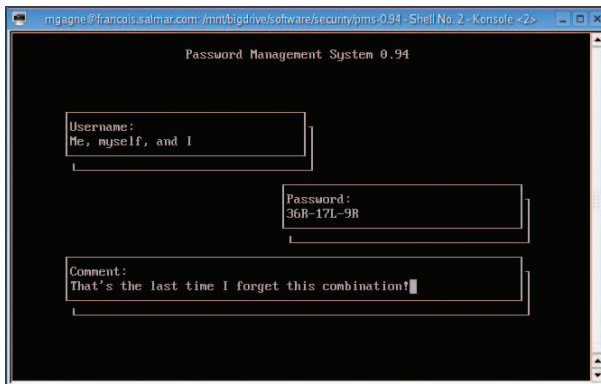 mgagne@francois.salmar.com: /mnt/bigdrive/software/security/pms-0.94 - Shell No. 2 - Konsole <2>
Password Management System 0.94
Username:
Me, myself, and I
Password:
36R-17L-9R
Comment:
That's the last time I forget this combination!